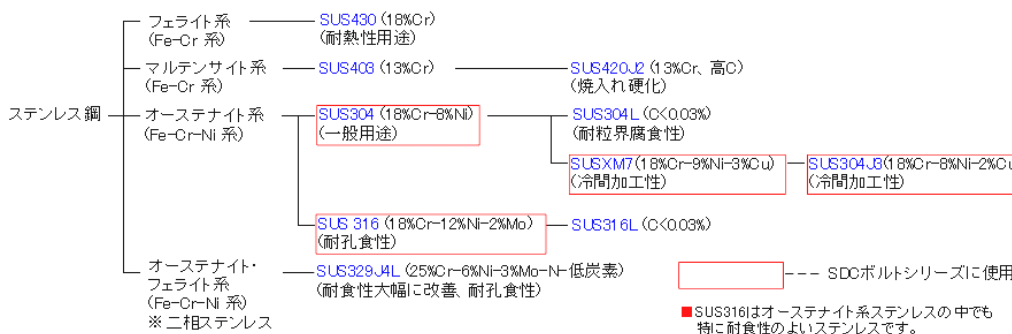 フェライト系
(Fe-Cr 系)
SUS430 (18%Cr)
(耐熱性用途)
マルテンサイト系
(Fe-Cr 系)
SUS403 (13%Cr)
SUS420J2 (13%Cr、高C)
(焼入れ硬化)
ステンレス鋼
オーステナイト系
(Fe-Cr-Ni 系)
SUS304 (18%Cr-8%Ni)
(一般用途)
SUS304L (C<0.03%)
(耐粒界腐食性)
SUSXM7(18%Cr-9%Ni-3%Cu)
(冷間加工性)
SUS304J3(18%Cr-8%Ni-2%Cu
(冷間加工性)
SUS 316 (18%Cr-12%Ni-2%Mo)
(耐孔食性)
SUS316L (C<0.03%)
オーステナイト・
フェライト系
(Fe-Cr-Ni 系)
※二相ステンレス
SUS329J4L (25%Cr-6%Ni-3%Mo-N-低炭素)
(耐食性大幅に改善、耐孔食性)
--- SDCボルトシリーズに使用
■SUS316はオーステナイト系ステンレスの中でも
特に耐食性のよいステンレスです。